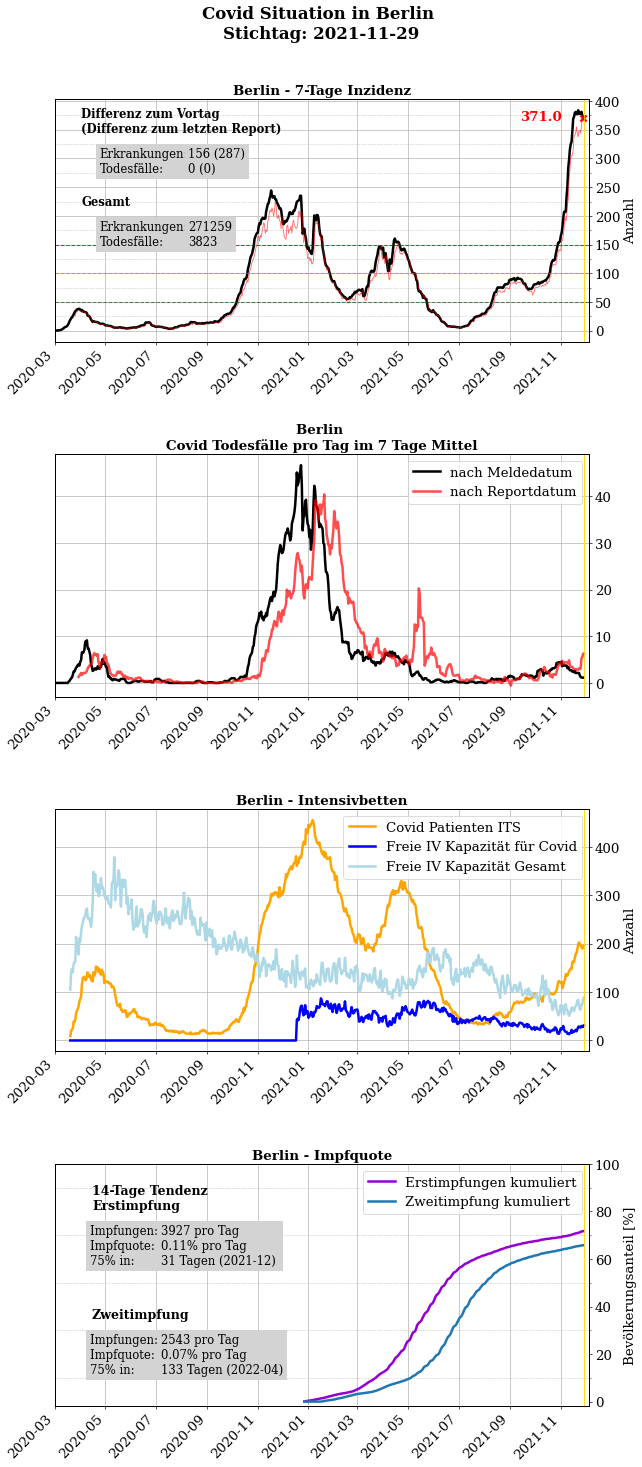 Covid Situation in Berlin
Stichtag: 2021-11-29
Berlin - 7-Tage Inzidenz
Differenz zum Vortag
(Differenz zum letzten Report)
Erkrankungen 156 (287)
Todesfälle: 0 (0)
Gesamt
Erkrankungen 271259
Todesfälle: 3823
371.0
400
350
300
250
200
150
100
50
0
Anzahl
2020-03
2020-05
2020-07
2020-09
2020-11
2021-01
2021-03
2021-05
2021-07
2021-09
2021-11
Berlin
Covid Todesfälle pro Tag im 7 Tage Mittel
nach Meldedatum
nach Reportdatum
40
30
20
10
0
2020-03
2020-05
2020-07
2020-09
2020-11
2021-01
2021-03
2021-05
2021-07
2021-09
2021-11
Berlin - Intensivbetten
Covid Patienten ITS
Freie IV Kapazität für Covid
Freie IV Kapazität Gesamt
400
300
200
100
0
Anzahl
2020-03
2020-05
2020-07
2020-09
2020-11
2021-01
2021-03
2021-05
2021-07
2021-09
2021-11
Berlin - Impfquote
14-Tage Tendenz
Erstimpfung
Impfungen: 3927 pro Tag
Impfquote: 0.11% pro Tag
75% in: 31 Tagen (2021-12)
Zweitimpfung
Impfungen: 2543 pro Tag
Impfquote: 0.07% pro Tag
75% in: 133 Tagen (2022-04)
Erstimpfungen kumuliert
Zweitimpfung kumuliert
100
80
60
40
20
0
Bevölkerungsanteil [%]
2020-03
2020-05
2020-07
2020-09
2020-11
2021-01
2021-03
2021-05
2021-07
2021-09
2021-11